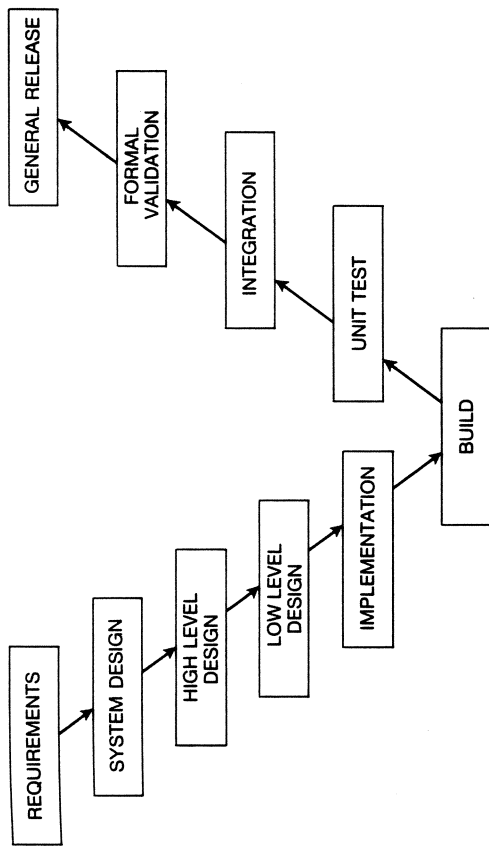 REQUIREMENTS
SYSTEM DESIGN
HIGH LEVEL
DESIGN
LOW LEVEL
DESIGN
IMPLEMENTATION
BUILD
UNIT TEST
INTEGRATION
FORMAL
VALIDATION
GENERAL RELEASE